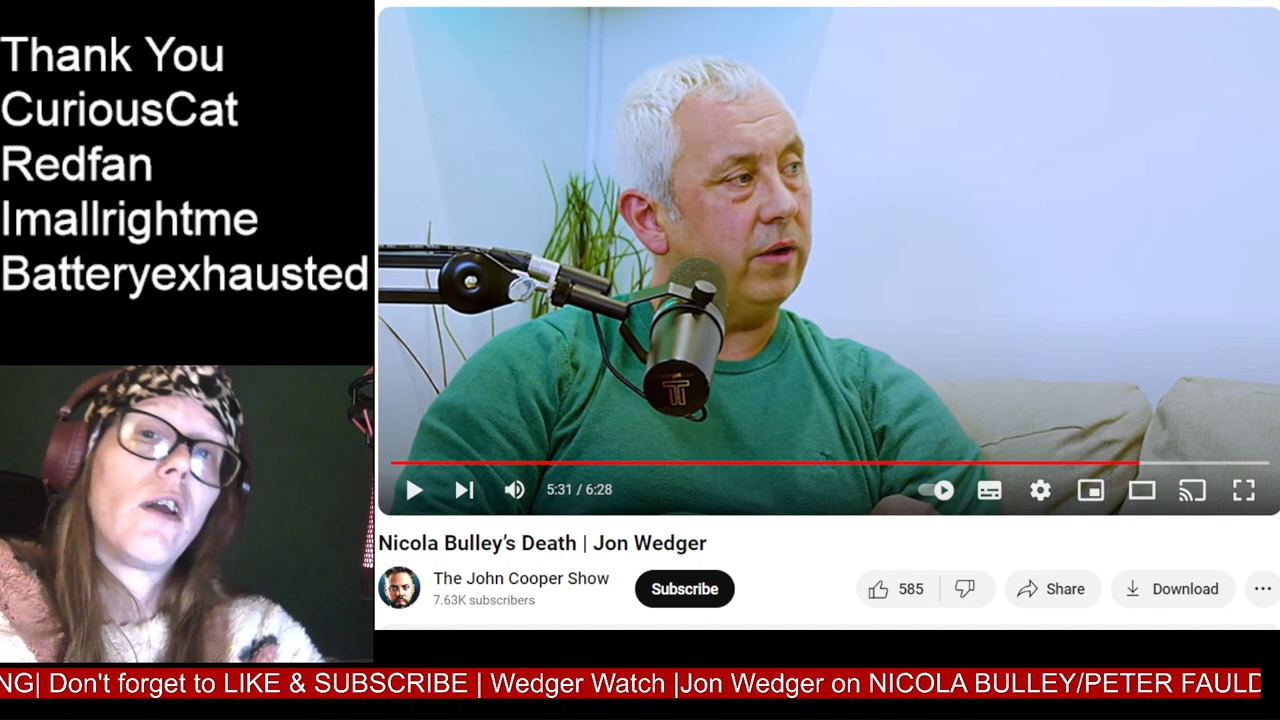 Thank You
CuriousCat
Redfan
Imallrightme
Batteryexhausted
5:31 / 6:28
Nicola Bulley's Death | Jon Wedger
The John Cooper Show
7.63K subscribers
Subscribe
585
Share
Download
NG| Don't forget to LIKE & SUBSCRIBE | Wedger Watch |Jon Wedger on NICOLA BULLEY/PETER FAULD